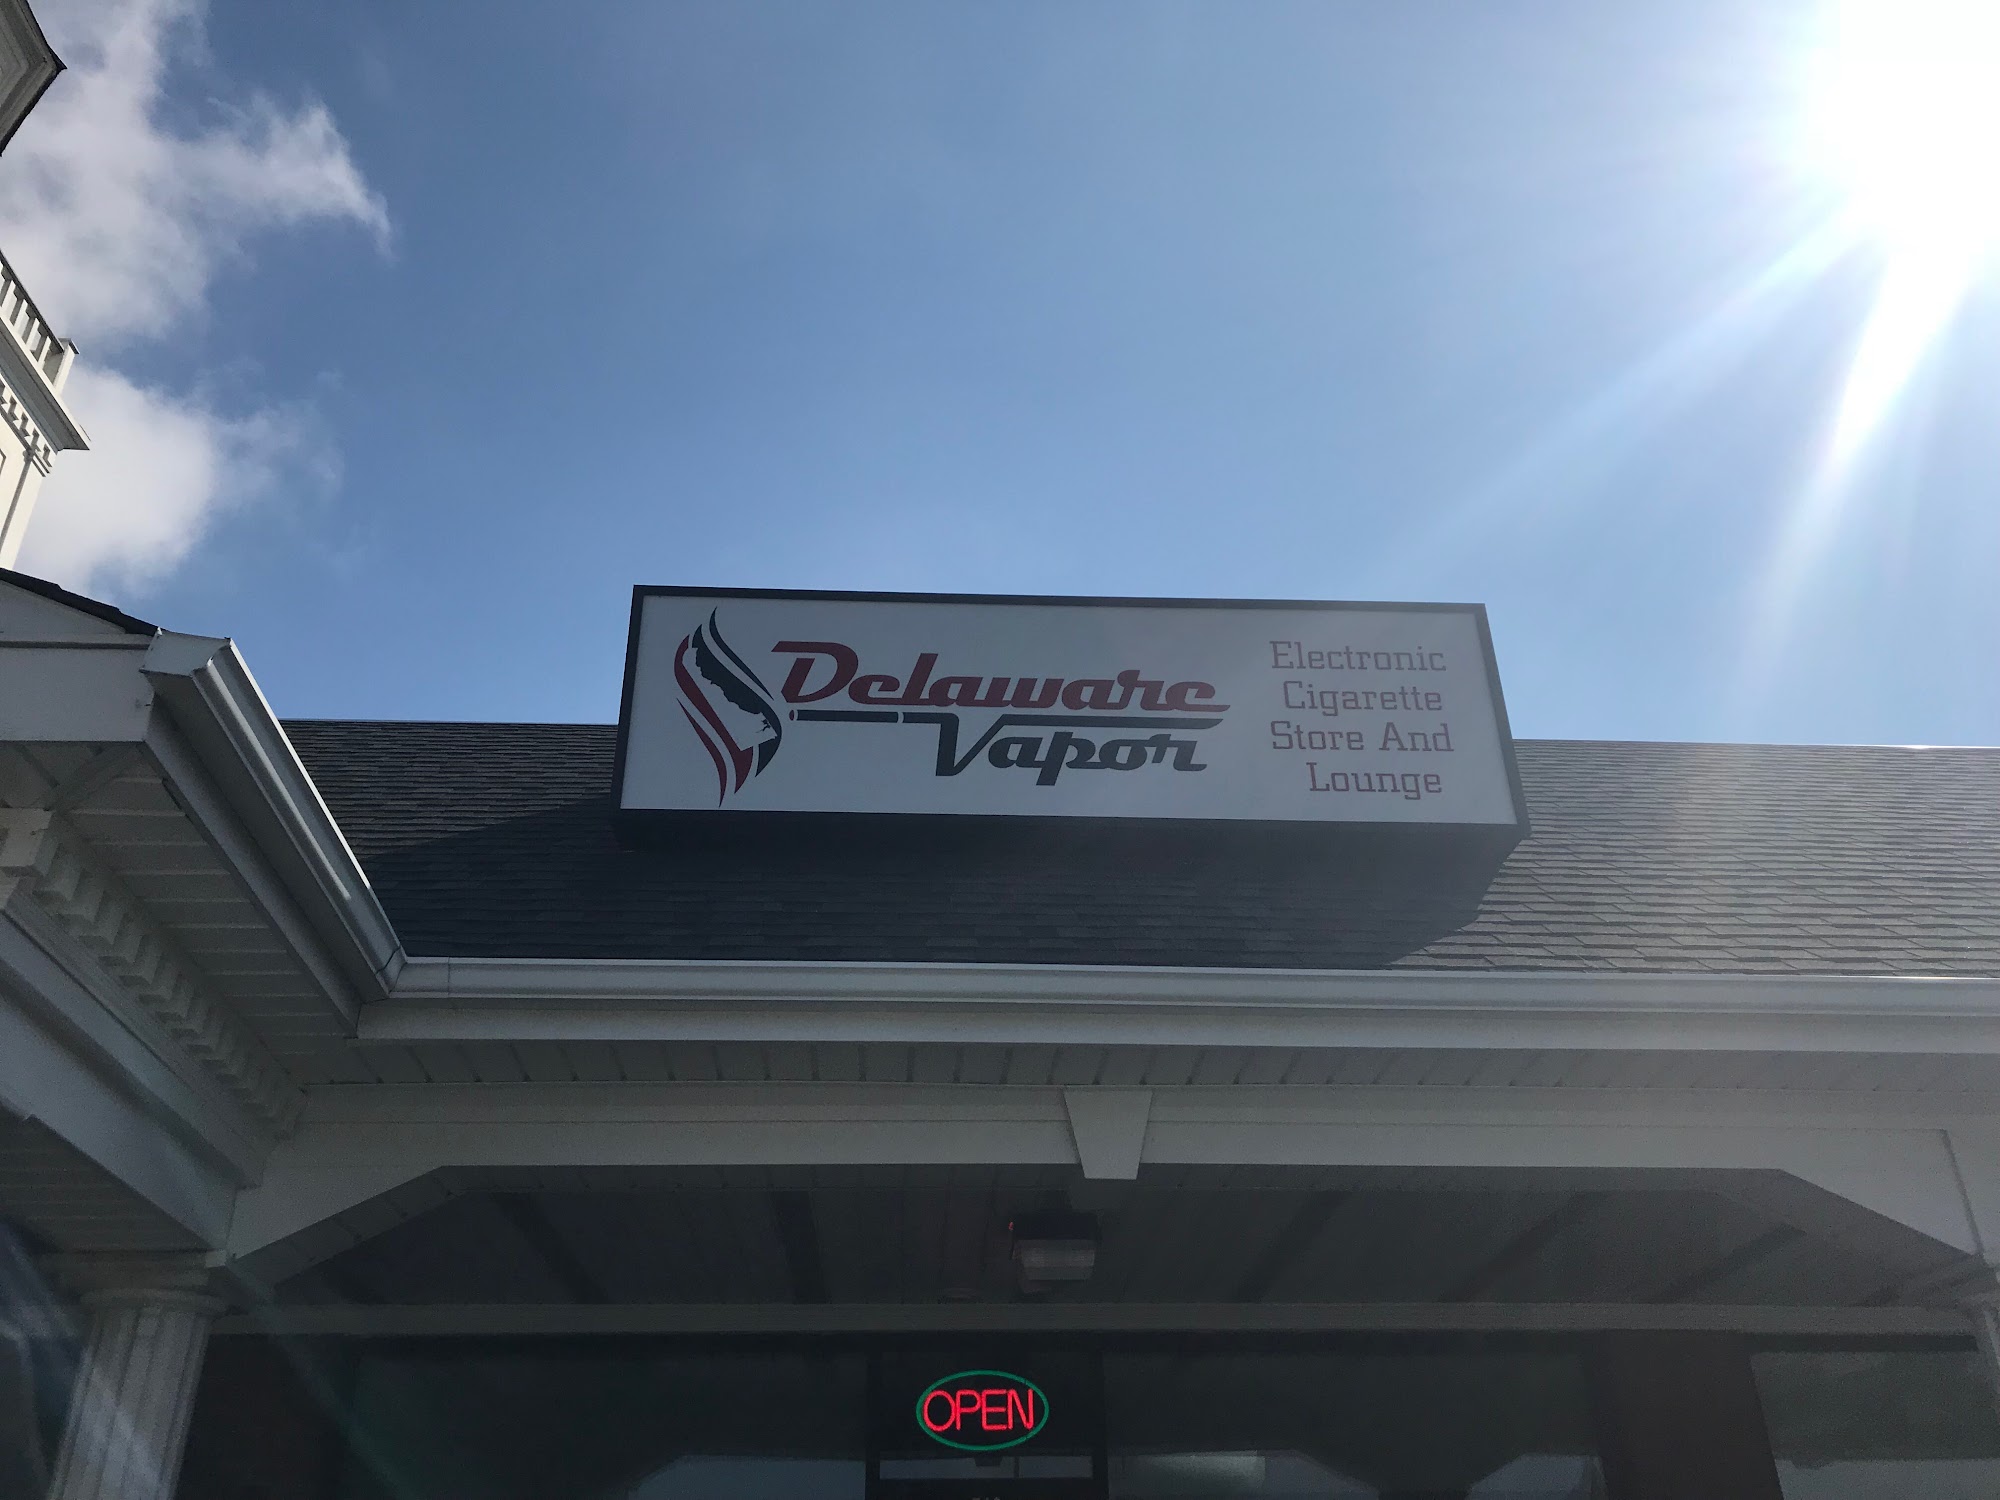 Delaware
Vapor
Electronic
Cigarette
Store And
Lounge
OPEN